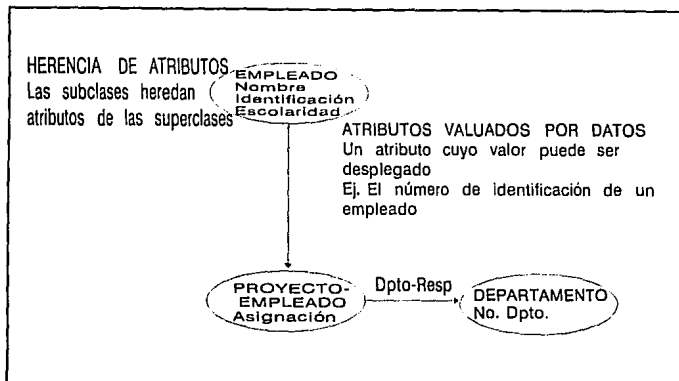 HERENCIA DE ATRIBUTOS
Las subclases heredan
atributos de las superclases
EMPLEADO
Nombre
Identificación
Escolaridad
ATRIBUTOS VALUADOS POR DATOS
Un atributo cuyo valor puede ser
desplegado
Ej. El número de identificación de un
empleado
PROYECTO-
EMPLEADO
Asignación
Dpto-Resp
DEPARTAMENTO
No. Dpto.